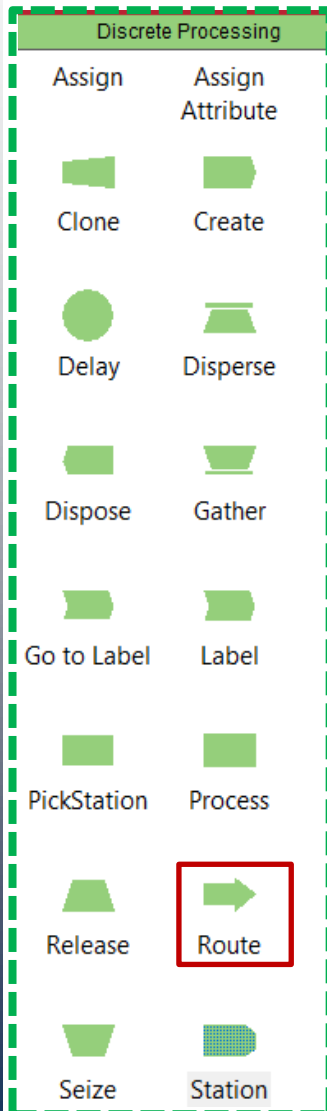 Discrete Processing
Assign Assign
Attribute
Clone Create
Delay Disperse
Dispose Gather
Go to Label Label
PickStation Process
Release Route
Seize Station